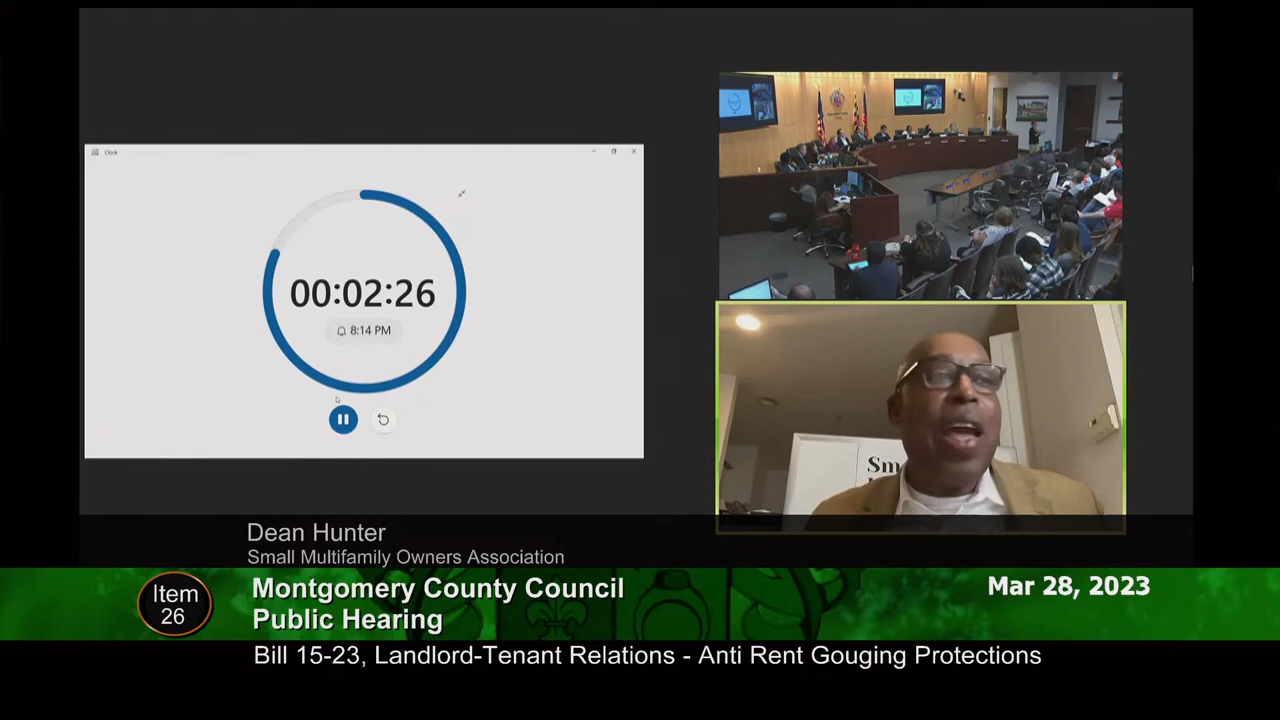 Clock
00:02:26
8:14 PM
Sm
Dean Hunter
Small Multifamily Owners Association
Item
26
Montgomery County Council
Public Hearing
Mar 28, 2023
Bill 15-23, Landlord-Tenant Relations - Anti Rent Gouging Protections